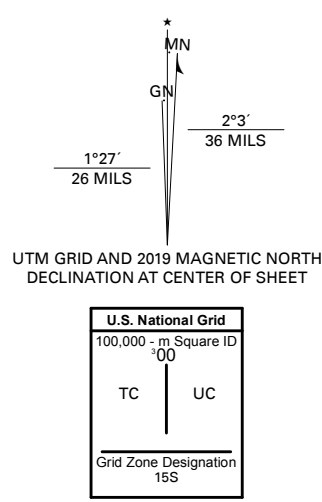 ★
MN
GN
2°3´
36 MILS
1°27´
26 MILS
UTM GRID AND 2019 MAGNETIC NORTH
DECLINATION AT CENTER OF SHEET
U.S. National Grid
100,000 - m Square ID
³00
TC UC
Grid Zone Designation
15S